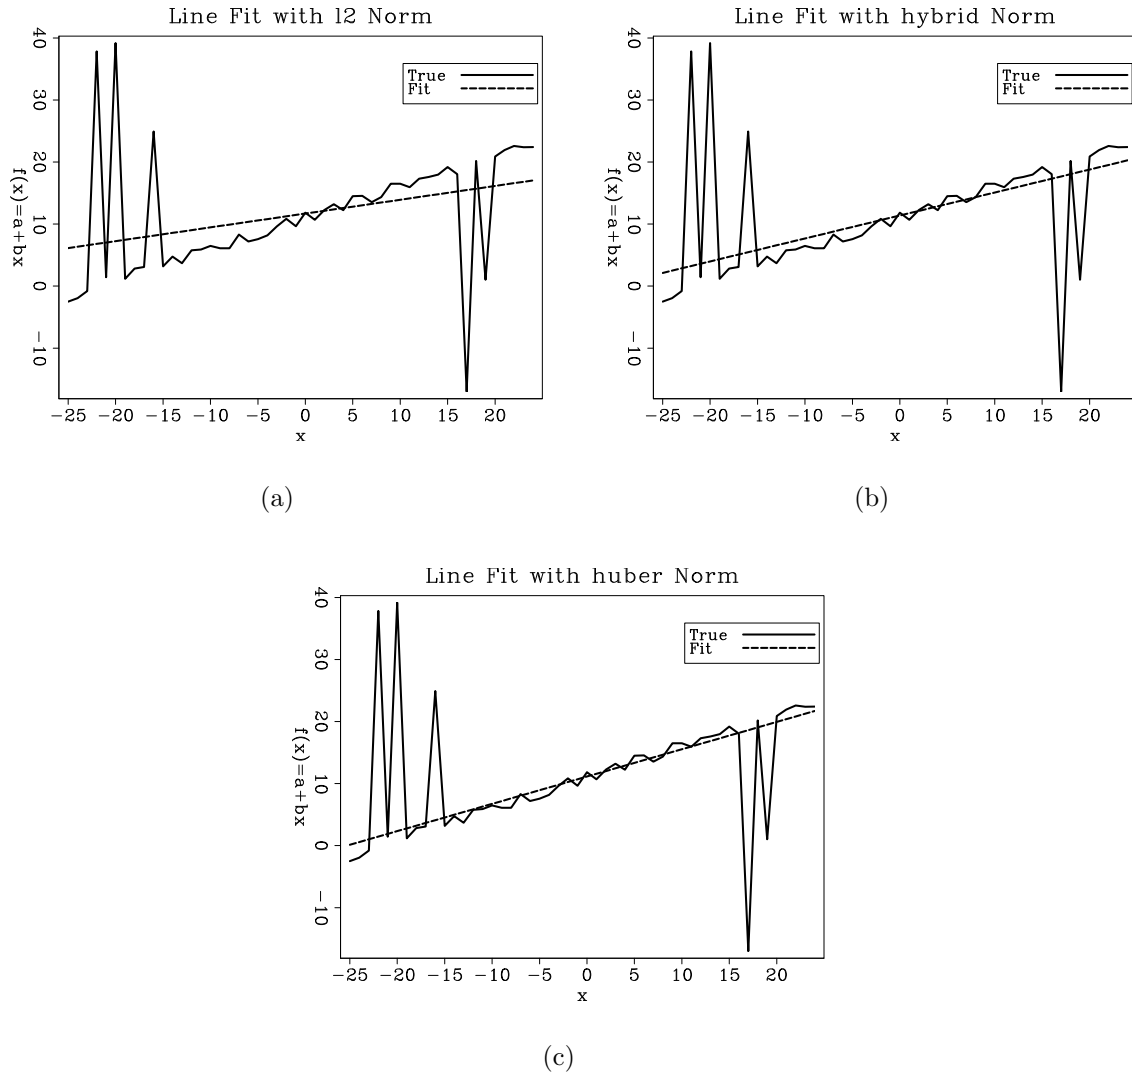 Line Fit with l2 Norm
True
Fit
f(x)=a+bx
40
30
20
10
0
−10
−25 −20 −15 −10 −5 0 5 10 15 20
x
(a)
Line Fit with hybrid Norm
True
Fit
f(x)=a+bx
40
30
20
10
0
−10
−25 −20 −15 −10 −5 0 5 10 15 20
x
(b)
Line Fit with huber Norm
True
Fit
f(x)=a+bx
40
30
20
10
0
−10
−25 −20 −15 −10 −5 0 5 10 15 20
x
(c)